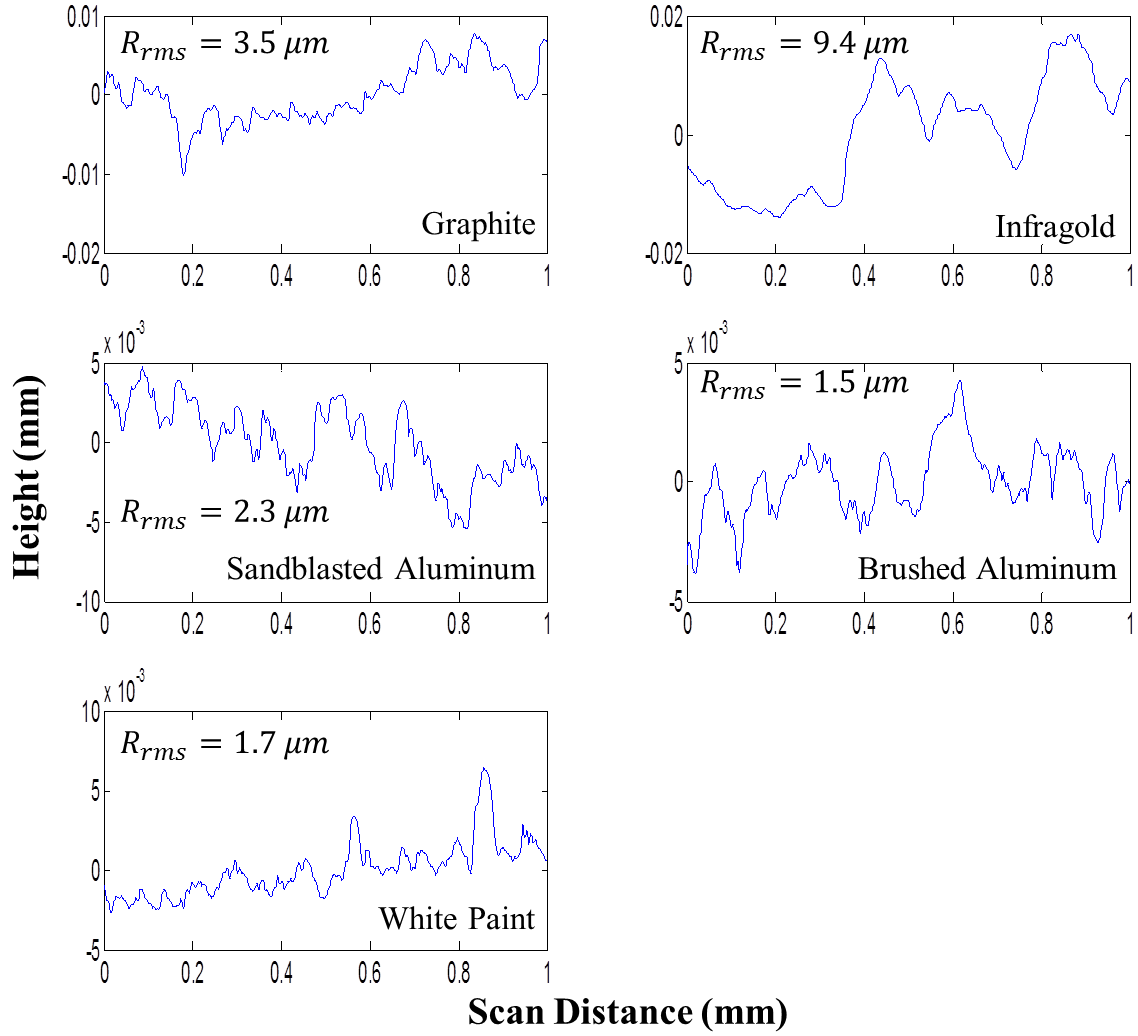 0.01
R_rms = 3.5 μm
0
-0.01
Graphite
-0.02
0 0.2 0.4 0.6 0.8 1
0.02
R_rms = 9.4 μm
0
Infragold
-0.02
0 0.2 0.4 0.6 0.8 1
x 10^-3
5
0
R_rms = 2.3 μm
-5
Sandblasted Aluminum
-10
0 0.2 0.4 0.6 0.8 1
x 10^-3
5
R_rms = 1.5 μm
0
Brushed Aluminum
-5
0 0.2 0.4 0.6 0.8 1
x 10^-3
10
R_rms = 1.7 μm
5
0
White Paint
-5
0 0.2 0.4 0.6 0.8 1
Height (mm)
Scan Distance (mm)